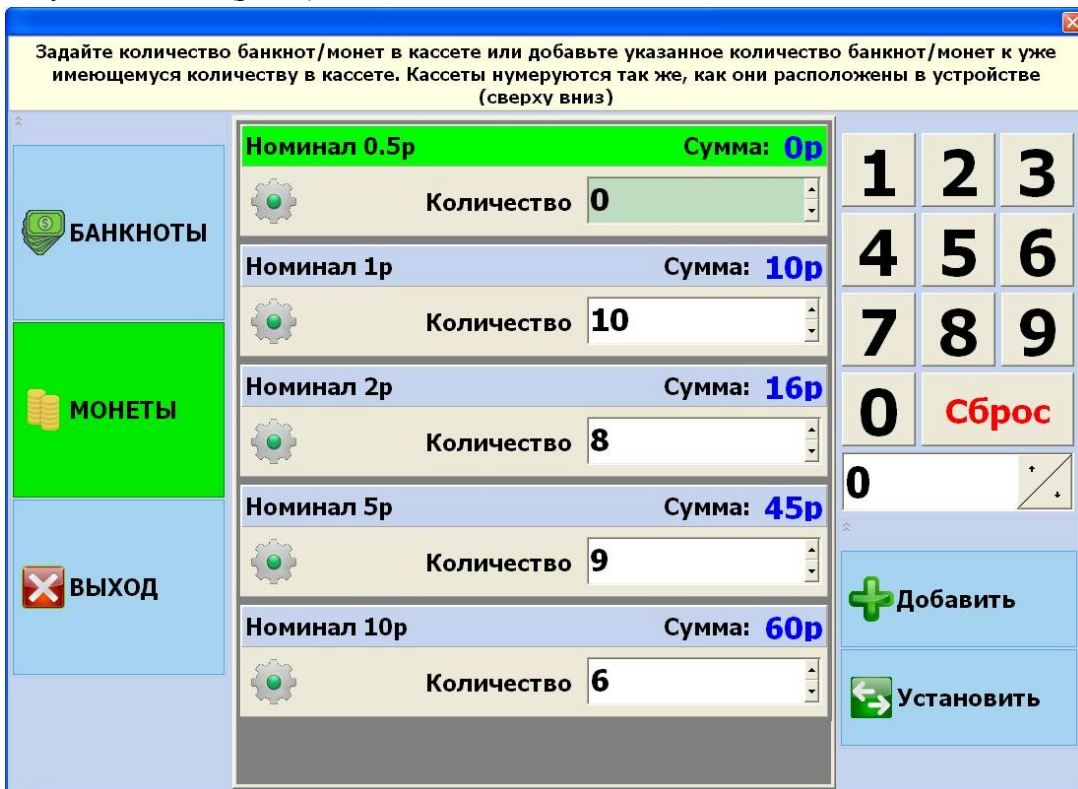 Задайте количество банкнот/монет в кассете или добавьте указанное количество банкнот/монет к уже
имеющемуся количеству в кассете. Кассеты нумеруются так же, как они расположены в устройстве
(сверху вниз)
БАНКНОТЫ
МОНЕТЫ
ВЫХОД
Номинал 0.5р Сумма: 0р
Количество 0
Номинал 1р Сумма: 10р
Количество 10
Номинал 2р Сумма: 16р
Количество 8
Номинал 5р Сумма: 45р
Количество 9
Номинал 10р Сумма: 60р
Количество 6
1 2 3
4 5 6
7 8 9
0 Сброс
0
Добавить
Установить